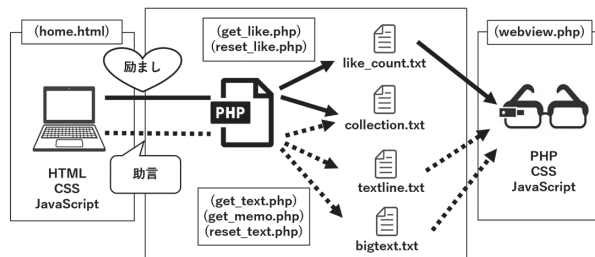 (home.html)
励まし
助言
HTML
CSS
JavaScript
(get_like.php)
(reset_like.php)
PHP
(get_text.php)
(get_memo.php)
(reset_text.php)
like_count.txt
collection.txt
textline.txt
bigtext.txt
(webview.php)
PHP
CSS
JavaScript